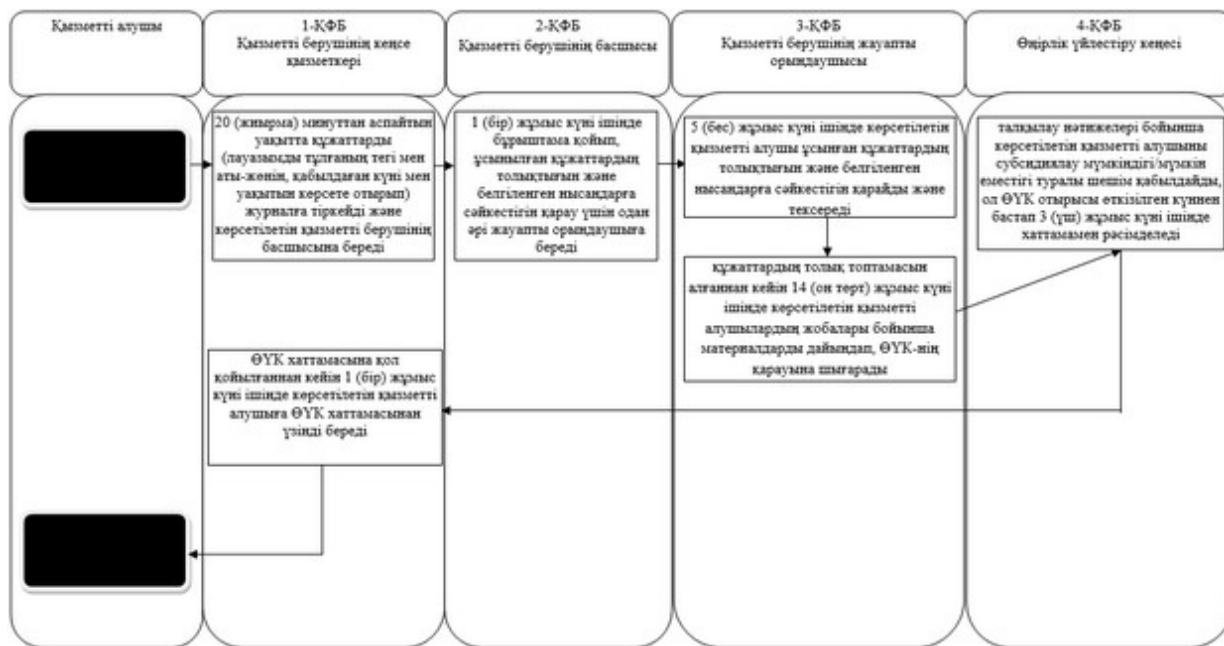 Қызметті алушы
1-ҚФБ
Қызметті берушінің кеңсе
қызметкері
2-ҚФБ
Қызметті берушінің басшысы
3-ҚФБ
Қызметті берушінің жауапты
орындаушысы
4-ҚФБ
Өңірлік үйлестіру кеңесі
20 (жиырма) минуттан аспайтын
уақытта құжаттарды
(лауазымды тұлғаның тегі мен
аты-жөнін, қабылдаған күні мен
уақытын көрсете отырып)
журналға тіркейді және
көрсетілетін қызметті берушінің
басшысына береді
1 (бір) жұмыс күні ішінде
бұрыштама қойып,
ұсынылған құжаттардың
толықтығын және
белгіленген нысандарға
сәйкестігін қарау үшін одан
әрі жауапты орындаушыға
береді
5 (бес) жұмыс күні ішінде көрсетілетін
қызметті алушы ұсынған құжаттардың
толықтығын және белгіленген
нысандарға сәйкестігін қарайды және
тексереді
талқылау нәтижелері бойынша
көрсетілетін қызметті алушыны
субсидиялау мүмкіндігі/мүмкін
еместігі туралы шешім қабылдайды,
ол ӨҮК отырысы өткізілген күннен
бастап 3 (үш) жұмыс күні ішінде
хаттамамен рәсімделеді
құжаттардың толық топтамасын
алғаннан кейін 14 (он төрт) жұмыс күні
ішінде көрсетілетін қызметті
алушылардың жобалары бойынша
материалдарды дайындап, ӨҮК-нің
қарауына шығарады
ӨҮК хаттамасына қол
қойылғаннан кейін 1 (бір) жұмыс
күні ішінде көрсетілетін қызметті
алушыға ӨҮК хаттамасынан
үзінді береді